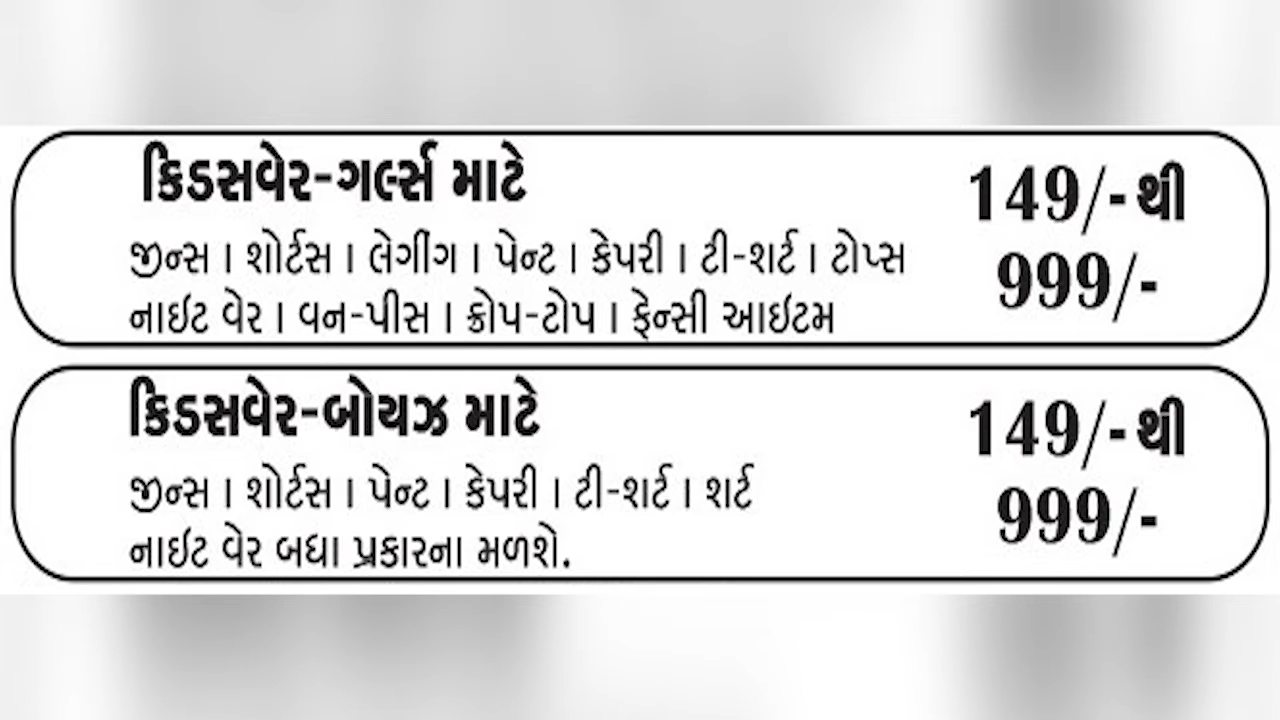 કિડસવેર-ગર્લ્સ માટે
149/- થી
999/-
જીન્સ । શોર્ટસ । લેગીંગ । પેન્ટ । કેપરી । ટી-શર્ટ । ટોપ્સ
નાઈટ વેર । વન-પીસ । ક્રોપ-ટોપ । ફેન્સી આઈટમ
કિડસવેર-બોયઝ માટે
149/- થી
999/-
જીન્સ । શોર્ટસ । પેન્ટ । કેપરી । ટી-શર્ટ । શર્ટ
નાઈટ વેર બધા પ્રકારના મળશે.